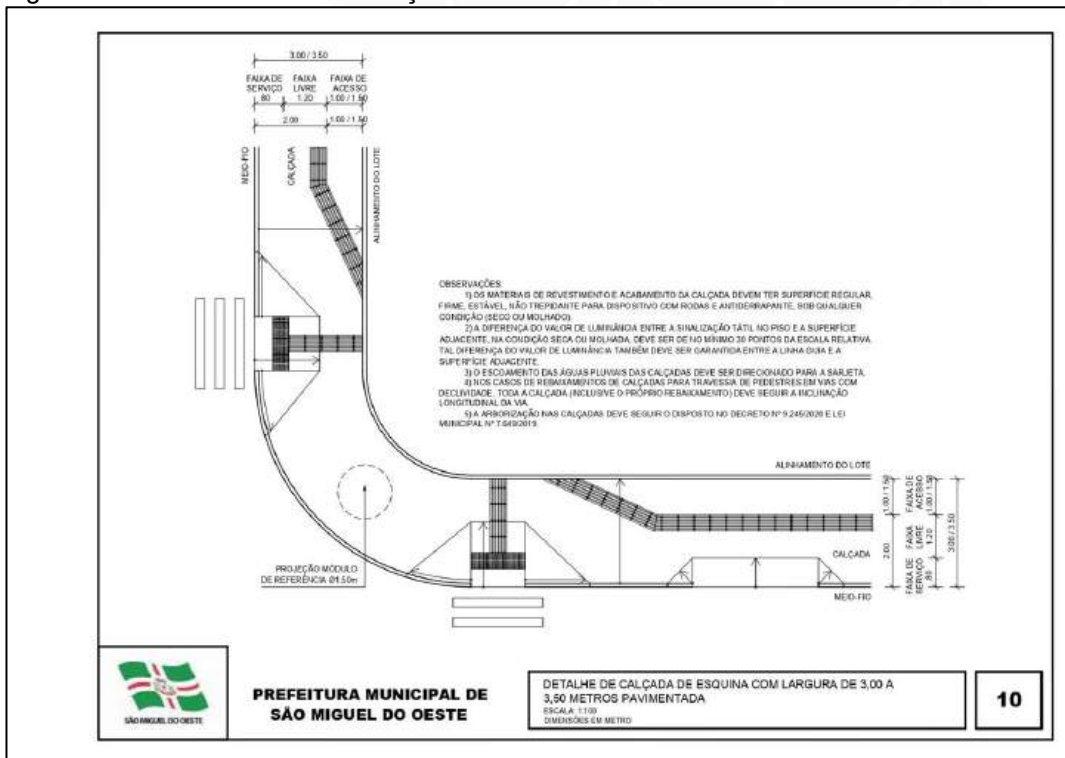 3.00 / 3.50
FAIXA DE SERVIÇO
.80
FAIXA LIVRE
1.20
FAIXA DE ACESSO
1.00 / 1.50
2.00
1.00 / 1.50
MEIO-FIO
CALÇADA
ALINHAMENTO DO LOTE
OBSERVAÇÕES:
1) OS MATERIAIS DE REVESTIMENTO E ACABAMENTO DA CALÇADA DEVEM TER SUPERFÍCIE REGULAR,
FIRME, ESTÁVEL, NÃO TREPIDANTE PARA DISPOSITIVO COM RODAS E ANTIDERRAPANTE, SOB QUALQUER
CONDIÇÃO (SECO OU MOLHADO).
2) A DIFERENÇA DO VALOR DE LUMINÂNCIA ENTRE A SINALIZAÇÃO TÁTIL NO PISO E A SUPERFÍCIE
ADJACENTE, NA CONDIÇÃO SECA OU MOLHADA, DEVE SER DE NO MÍNIMO 30 PONTOS DA ESCALA RELATIVA.
TAL DIFERENÇA DO VALOR DE LUMINÂNCIA TAMBÉM DEVE SER GARANTIDA ENTRE A LINHA GUIA E A
SUPERFÍCIE ADJACENTE.
3) O ESCOAMENTO DAS ÁGUAS PLUVIAIS DAS CALÇADAS DEVE SER DIRECIONADO PARA A SARJETA.
4) NOS CASOS DE REBAIXAMENTOS DE CALÇADAS PARA TRAVESSIA DE PEDESTRES EM VIAS COM
DECLIVIDADE, TODA A CALÇADA (INCLUSIVE O PRÓPRIO REBAIXAMENTO) DEVE SEGUIR A INCLINAÇÃO
LONGITUDINAL DA VIA.
5) A ARBORIZAÇÃO NAS CALÇADAS DEVE SEGUIR O DISPOSTO NO DECRETO Nº 9.245/2020 E LEI
MUNICIPAL Nº 7.649/2019.
ALINHAMENTO DO LOTE
1.00 / 1.50
FAIXA DE ACESSO
1.00 / 1.50
2.00
FAIXA LIVRE
1.20
3.00 / 3.50
CALÇADA
FAIXA DE SERVIÇO
.80
MEIO-FIO
PROJEÇÃO MÓDULO
DE REFERÊNCIA Ø1.50m
SÃO MIGUEL DO OESTE
PREFEITURA MUNICIPAL DE
SÃO MIGUEL DO OESTE
DETALHE DE CALÇADA DE ESQUINA COM LARGURA DE 3,00 A
3,50 METROS PAVIMENTADA
ESCALA: 1:100
DIMENSÕES EM METRO
10